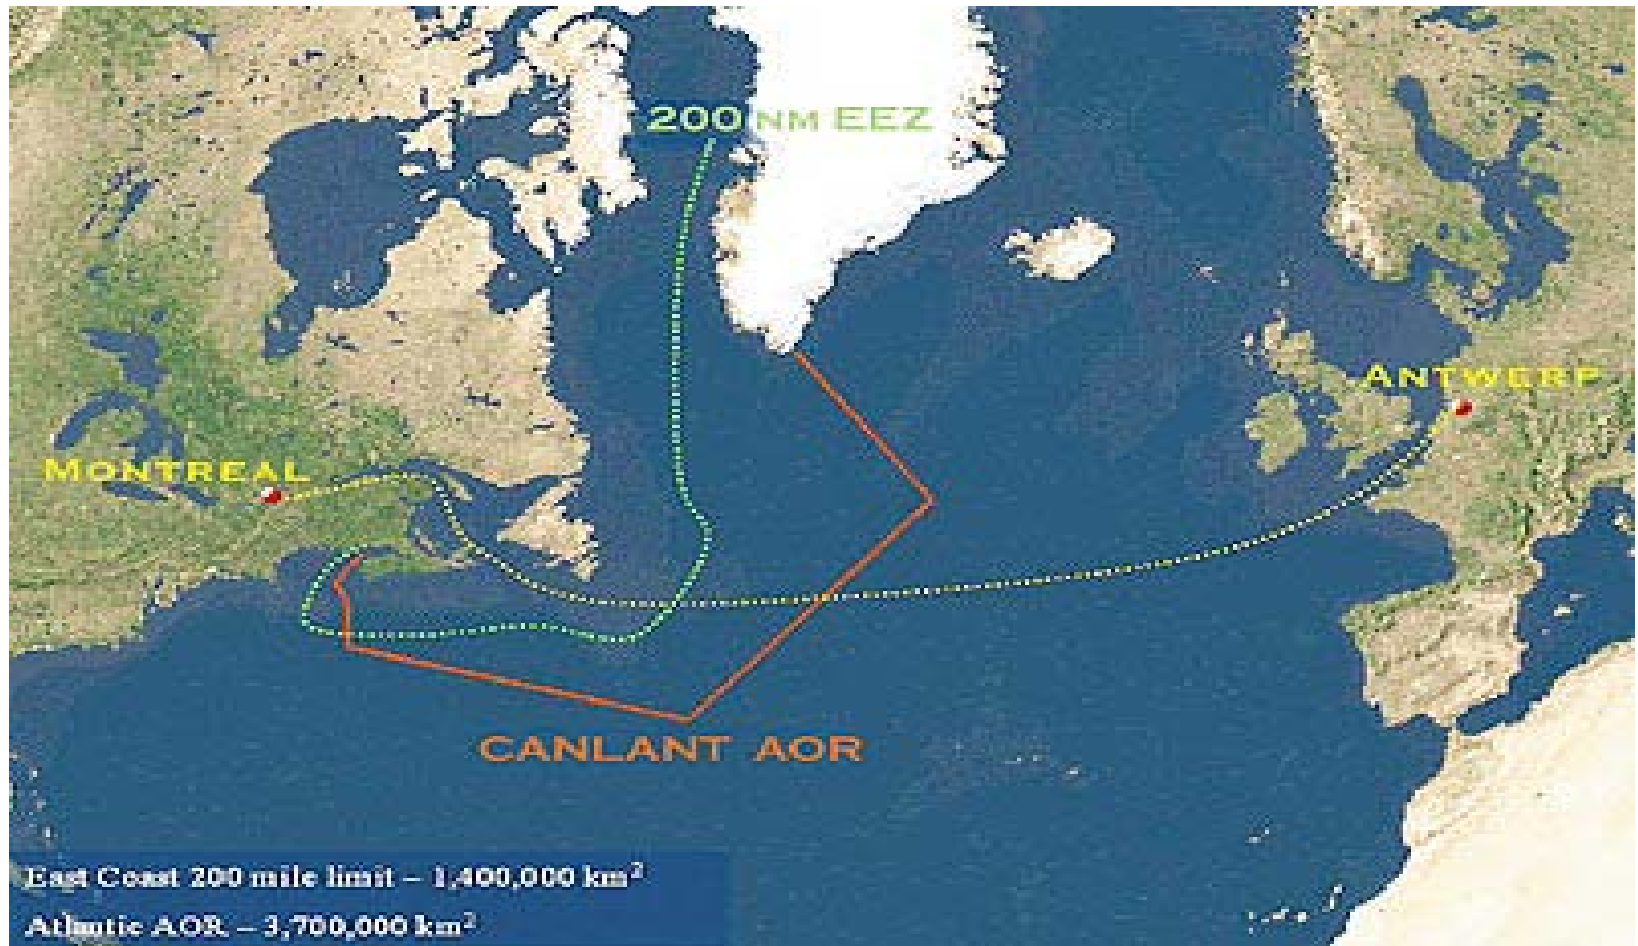 200 NM EEZ
ANTWERP
MONTREAL
CANLANT AOR
East Coast 200 mile limit – 1,400,000 km²
Atlantic AOR – 3,700,000 km²